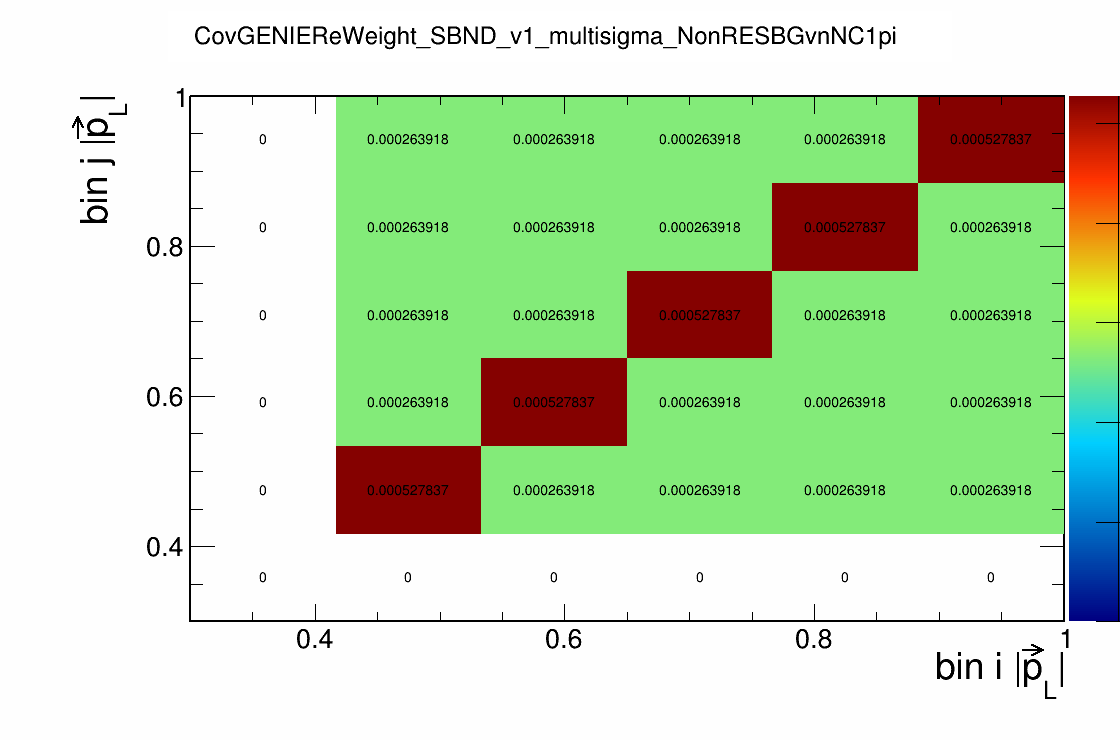 CovGENIEReWeight_SBND_v1_multisigma_NonRESBGvnNC1pi
bin j |p_L|
1
0 0.000263918 0.000263918 0.000263918 0.000263918 0.000527837
0 0.000263918 0.000263918 0.000263918 0.000527837 0.000263918
0.8
0 0.000263918 0.000263918 0.000527837 0.000263918 0.000263918
0.6
0 0.000263918 0.000527837 0.000263918 0.000263918 0.000263918
0 0.000527837 0.000263918 0.000263918 0.000263918 0.000263918
0.4
0 0 0 0 0 0
0.4 0.6 0.8 1
bin i |p_L|